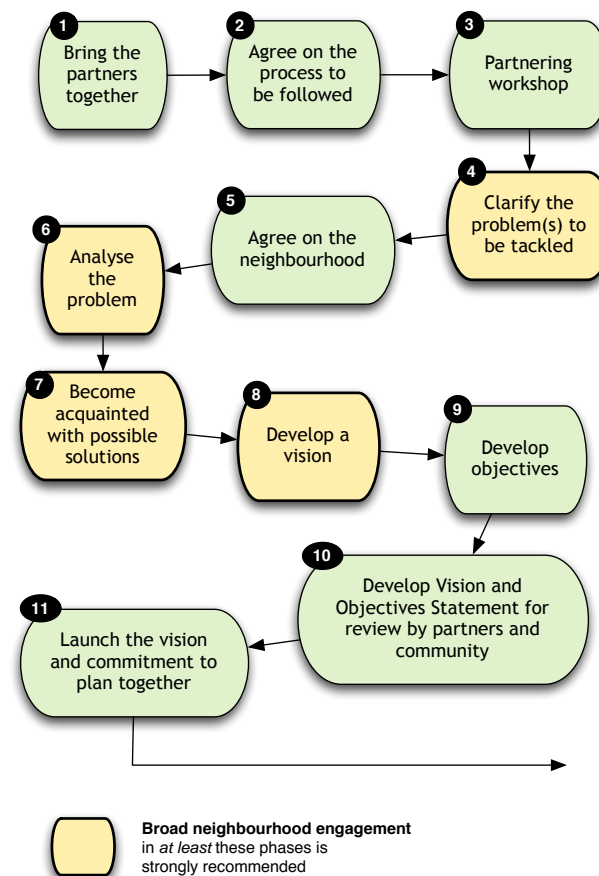 1
Bring the
partners
together
2
Agree on the
process to
be followed
3
Partnering
workshop
4
Clarify the
problem(s) to
be tackled
5
Agree on the
neighbourhood
6
Analyse
the
problem
7
Become
acquainted
with possible
solutions
8
Develop a
vision
9
Develop
objectives
10
Develop Vision and
Objectives Statement for
review by partners and
community
11
Launch the vision
and commitment to
plan together
Broad neighbourhood engagement
in at least these phases is
strongly recommended